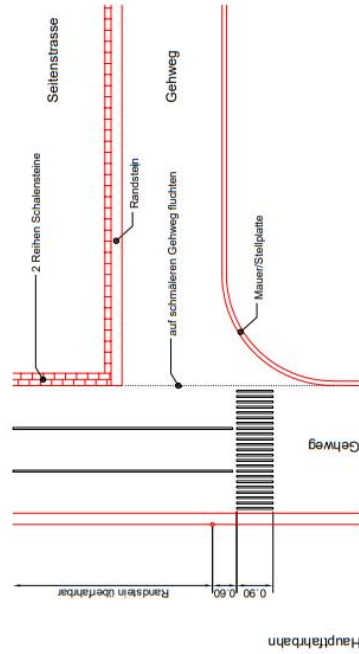 Seitenstrasse
2 Reihen Schalensteine
Randstein
Gehweg
auf schmäleren Gehweg fluchten
Mauer/Stellplatte
Gehweg
Randstein überfahrbar
0.60
0.90
Hauptfahrbahn